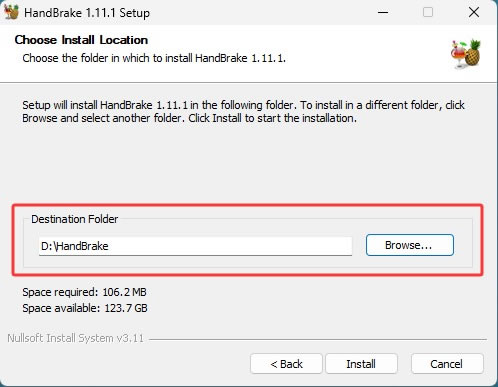 HandBrake 1.11.1 Setup
Choose Install Location
Choose the folder in which to install HandBrake 1.11.1.
Setup will install HandBrake 1.11.1 in the following folder. To install in a different folder, click
Browse and select another folder. Click Install to start the installation.
Destination Folder
D:\HandBrake
Browse...
Space required: 106.2 MB
Space available: 123.7 GB
Nullsoft Install System v3.11
< Back
Install
Cancel